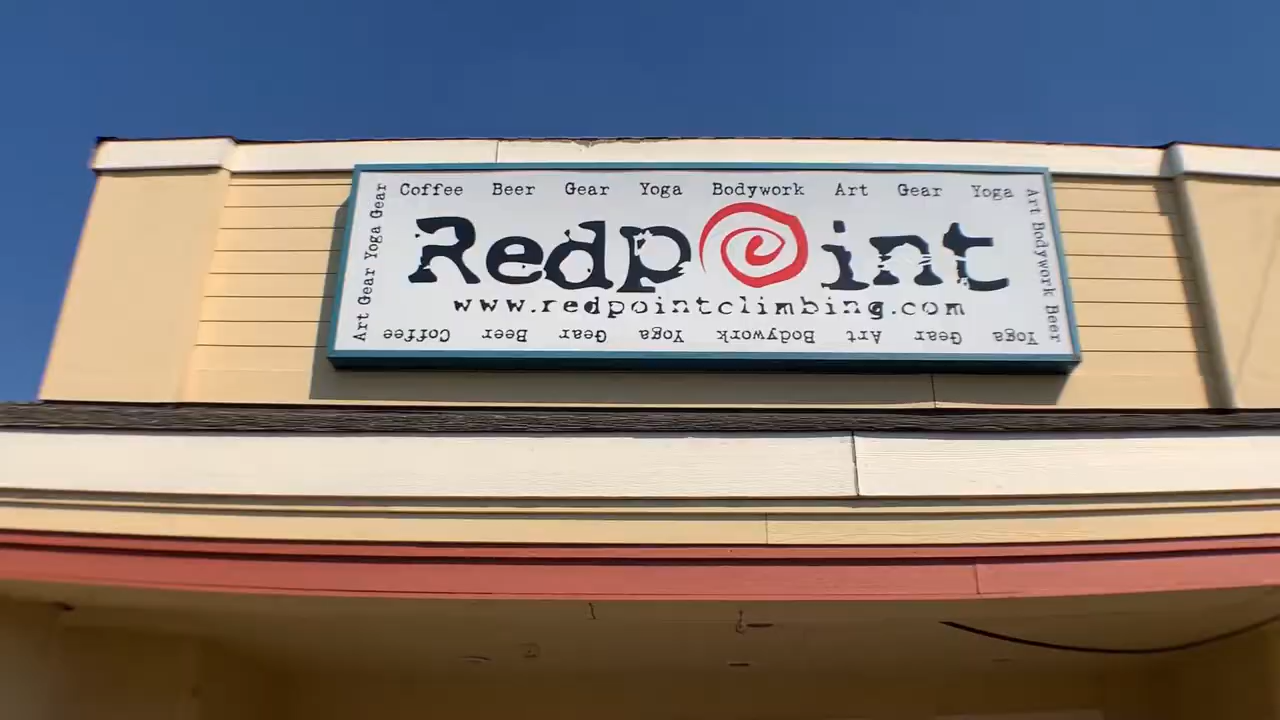 Coffee Beer Gear Yoga Bodywork Art Gear Yoga
Art Bodywork Beer
Redpoint
www.redpointclimbing.com
Yoga Gear Art Bodywork Yoga Gear Beer Coffee
Art Gear Yoga Gear